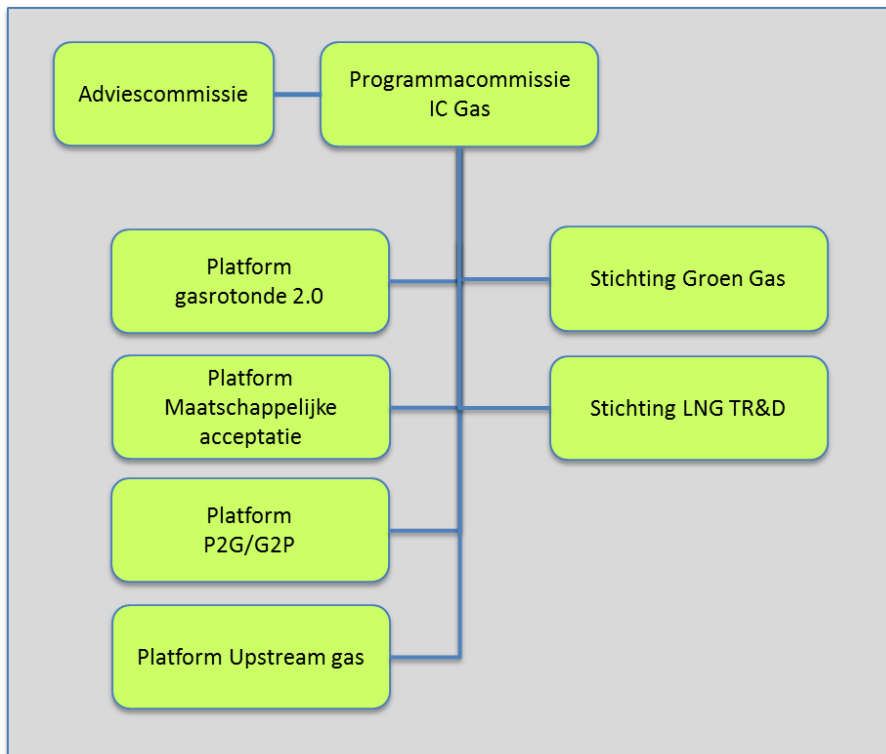 Adviescommissie
Programmacommissie
IC Gas
Platform
gasrotonde 2.0
Stichting Groen Gas
Platform
Maatschappelijke
acceptatie
Stichting LNG TR&D
Platform
P2G/G2P
Platform Upstream gas